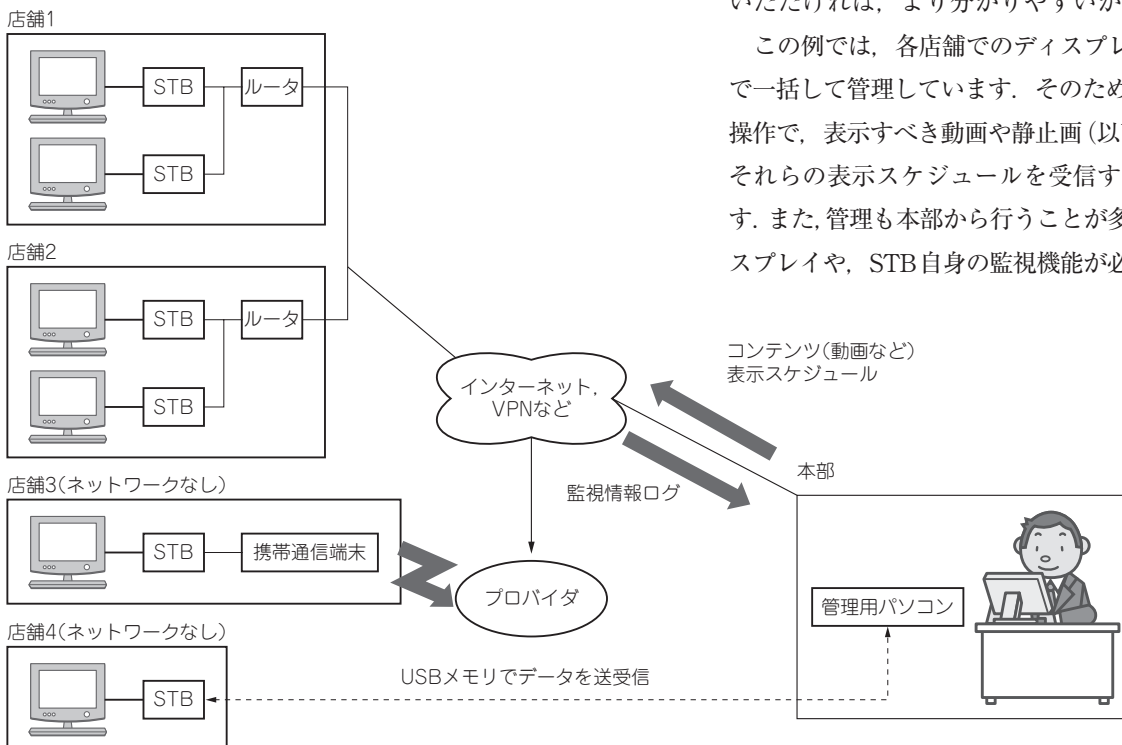 いただければ，より分かりやすいか
この例では，各店舗でのディスプレ
で一括して管理しています．そのため
操作で，表示すべき動画や静止画（以
それらの表示スケジュールを受信す
す．また，管理も本部から行うことが多
スプレイや，STB自身の監視機能が必
店舗1
STB
ルータ
STB
店舗2
STB
ルータ
STB
インターネット，
VPNなど
コンテンツ（動画など）
表示スケジュール
監視情報ログ
本部
店舗3（ネットワークなし）
STB
携帯通信端末
プロバイダ
管理用パソコン
店舗4（ネットワークなし）
STB
USBメモリでデータを送受信